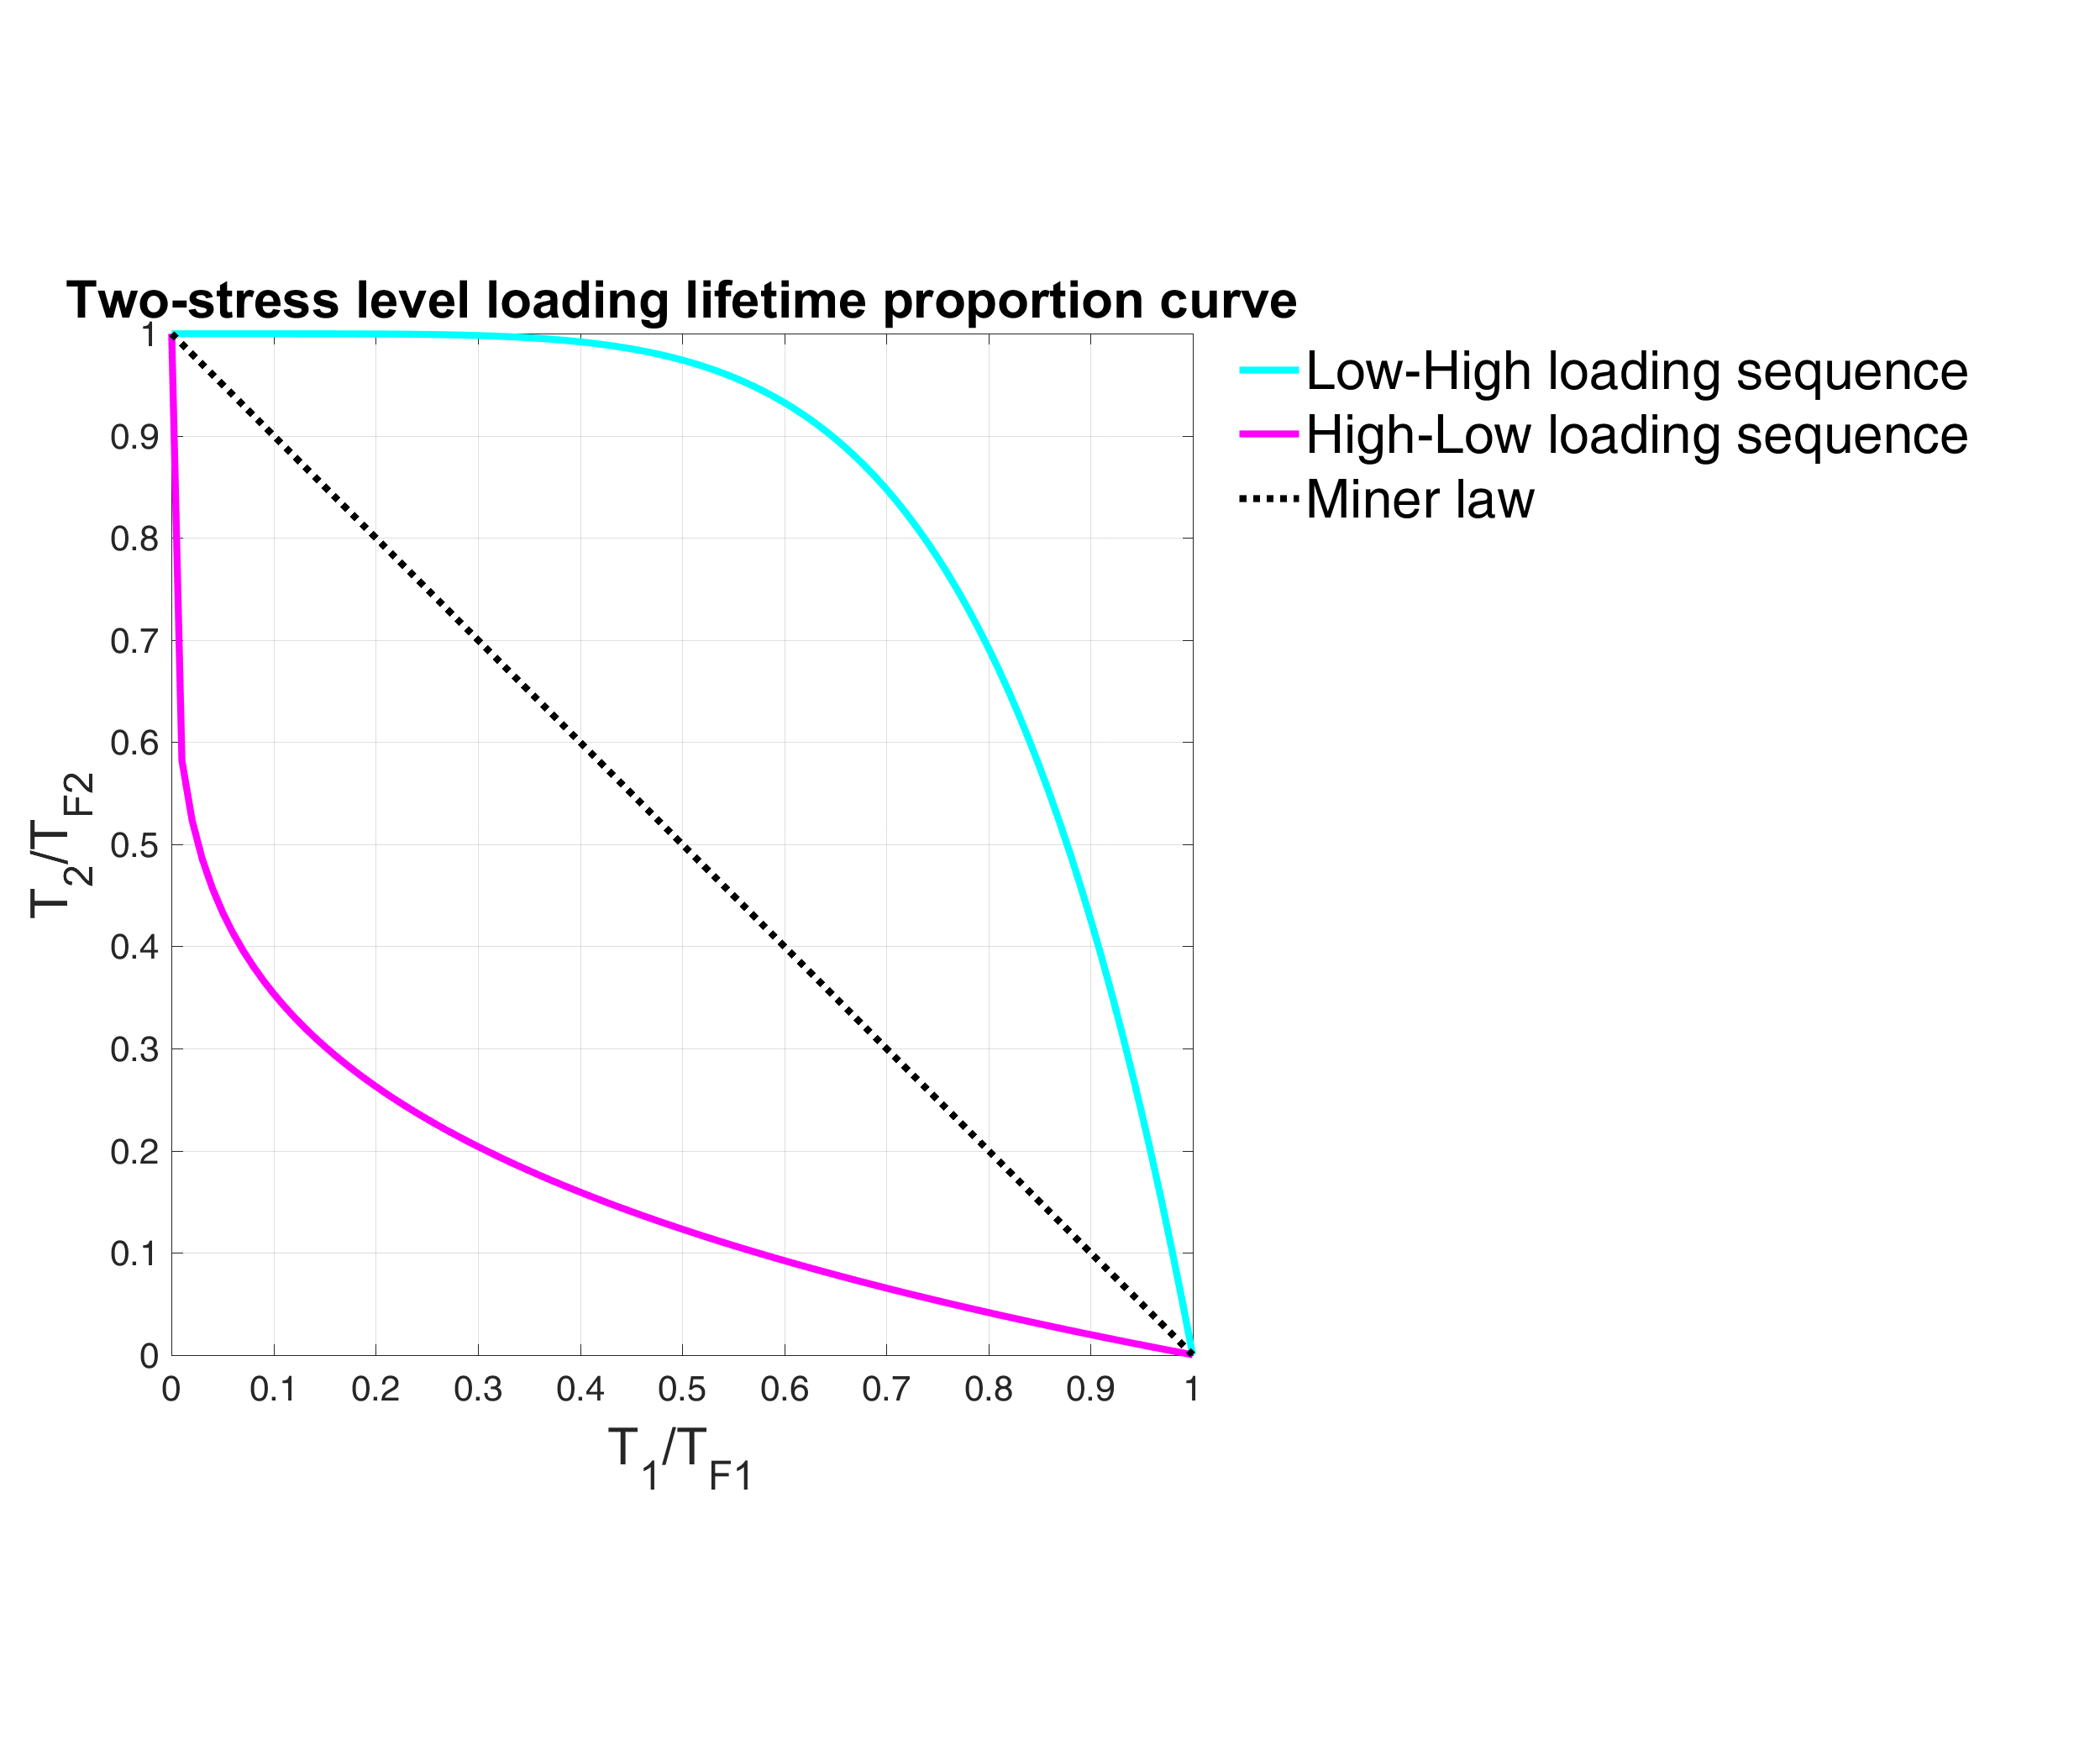 Two-stress level loading lifetime proportion curve
Low-High loading sequence
High-Low loading sequence
Miner law
T2/TF2
1
0.9
0.8
0.7
0.6
0.5
0.4
0.3
0.2
0.1
0
0 0.1 0.2 0.3 0.4 0.5 0.6 0.7 0.8 0.9 1
T1/TF1